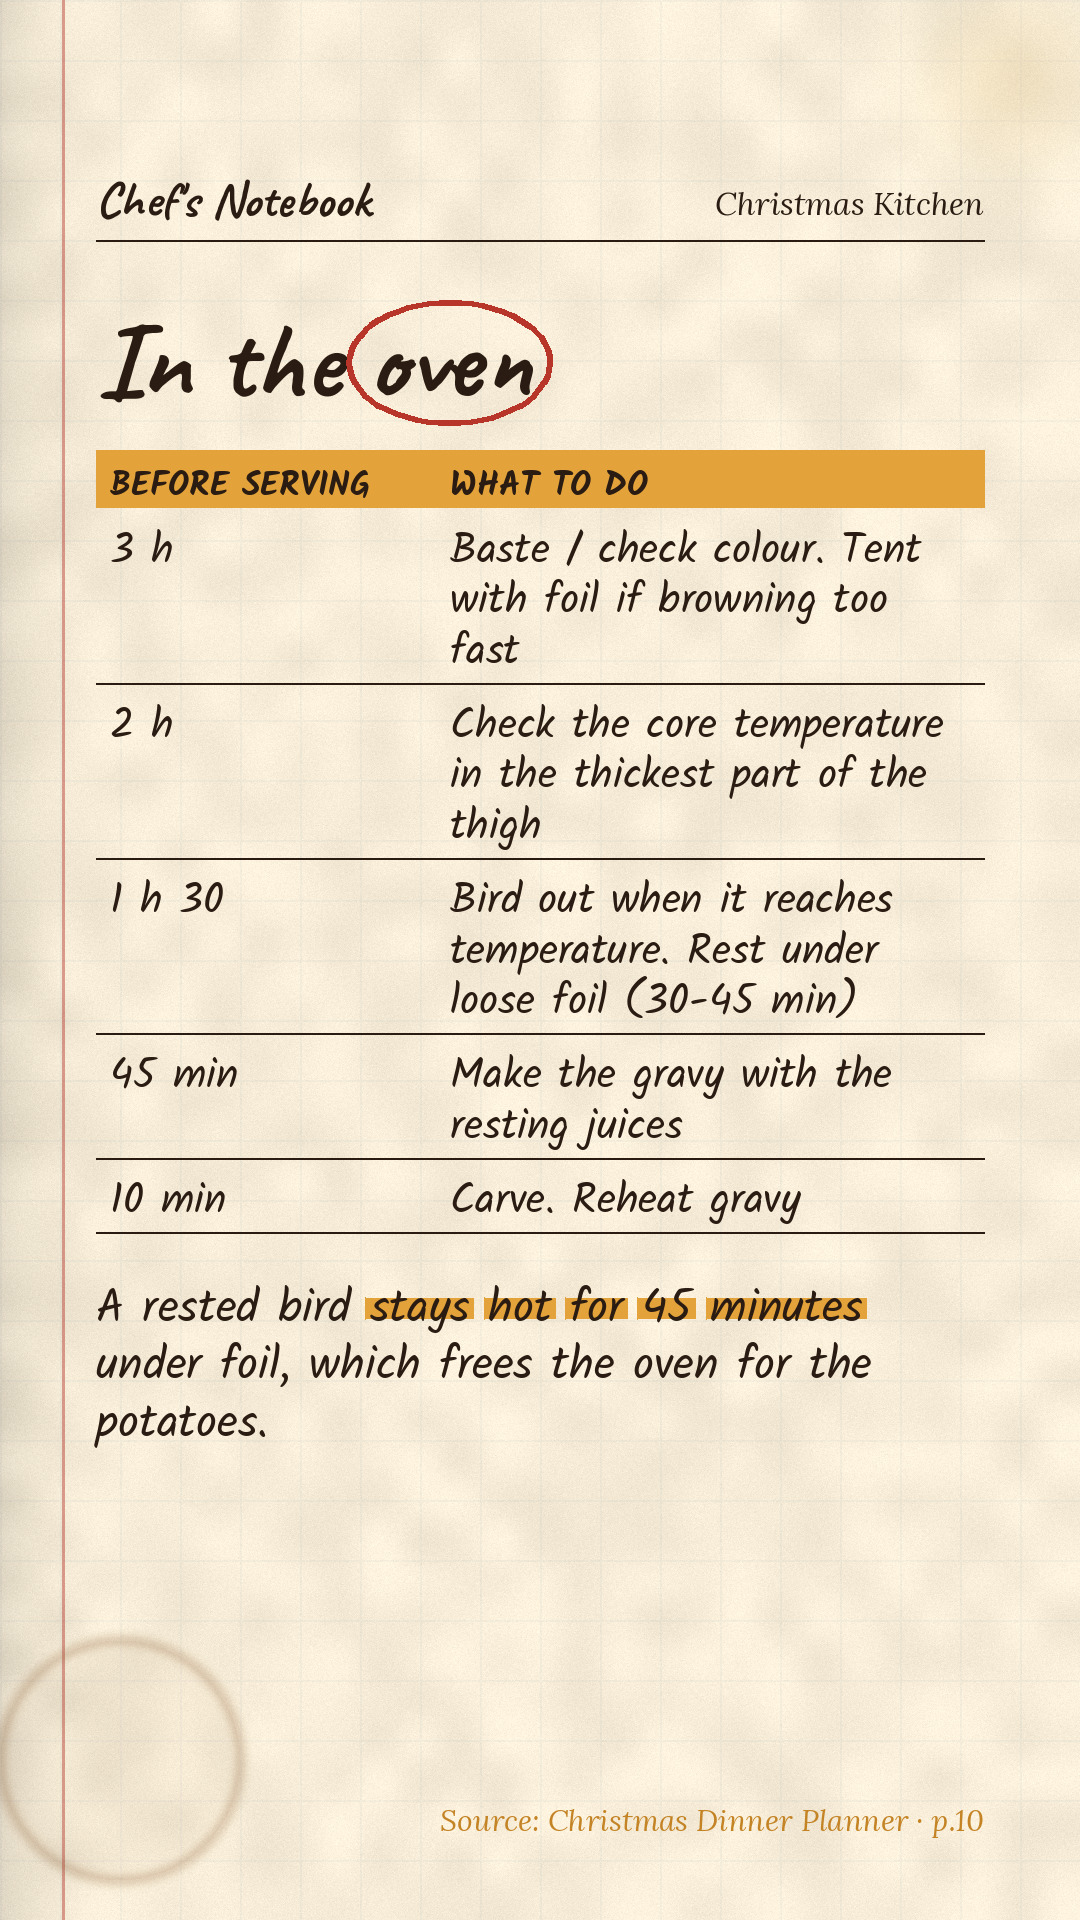 Chef's Notebook
Christmas Kitchen
In the oven
BEFORE SERVING WHAT TO DO
3 h Baste / check colour. Tent
with foil if browning too
fast
2 h Check the core temperature
in the thickest part of the
thigh
1 h 30 Bird out when it reaches
temperature. Rest under
loose foil (30-45 min)
45 min Make the gravy with the
resting juices
10 min Carve. Reheat gravy
A rested bird stays hot for 45 minutes
under foil, which frees the oven for the
potatoes.
Source: Christmas Dinner Planner · p.10